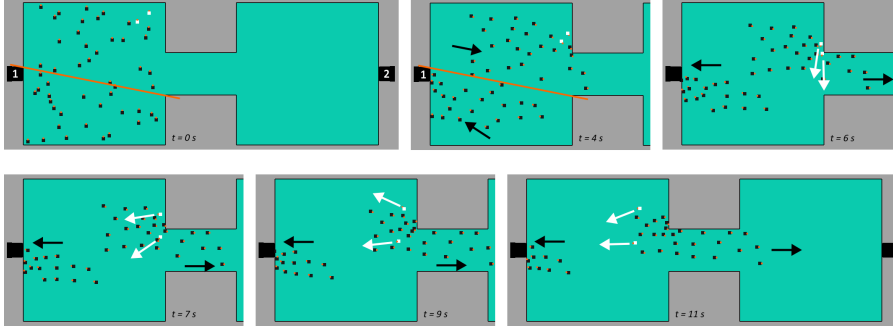 1
2
t = 0 s
1
t = 4 s
t = 6 s
t = 7 s
t = 9 s
t = 11 s